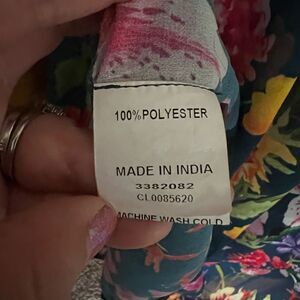 100%POLYESTER
MADE IN INDIA
3382082
CL0085620
MACHINE WASH COLD